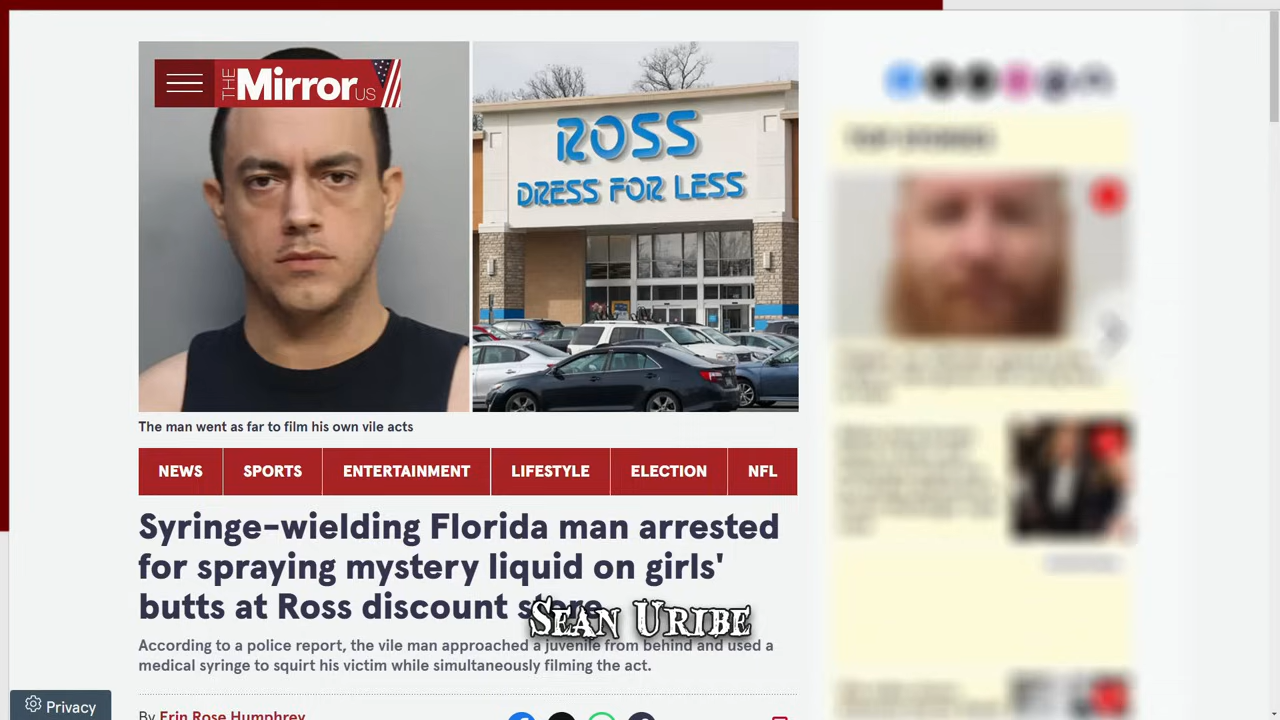 THE Mirror US
ROSS
DRESS FOR LESS
TOP STORIES
The man went as far to film his own vile acts
NEWS SPORTS ENTERTAINMENT LIFESTYLE ELECTION NFL
Syringe-wielding Florida man arrested
for spraying mystery liquid on girls'
butts at Ross discount store
SEAN URIBE
According to a police report, the vile man approached a juvenile from behind and used a
medical syringe to squirt his victim while simultaneously filming the act.
By Erin Rose Humphrey
Privacy